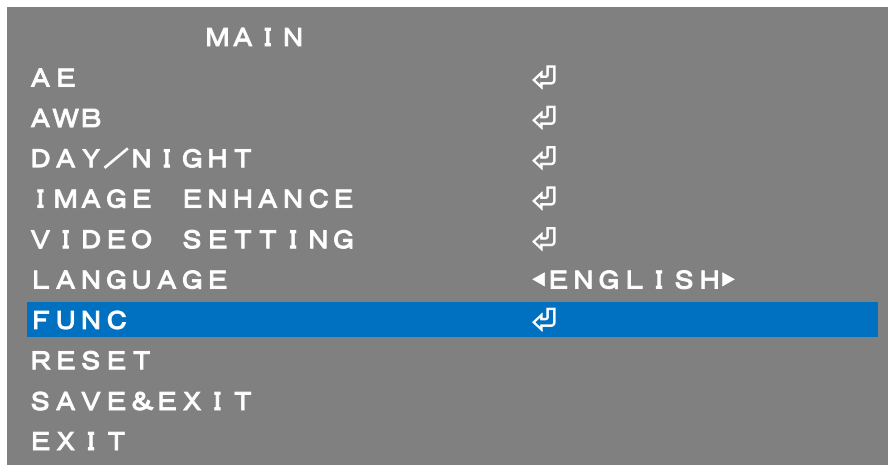 MAIN
AE ⏎
AWB ⏎
DAY/NIGHT ⏎
IMAGE ENHANCE ⏎
VIDEO SETTING ⏎
LANGUAGE ◂ENGLISH▸
FUNC ⏎
RESET
SAVE&EXIT
EXIT